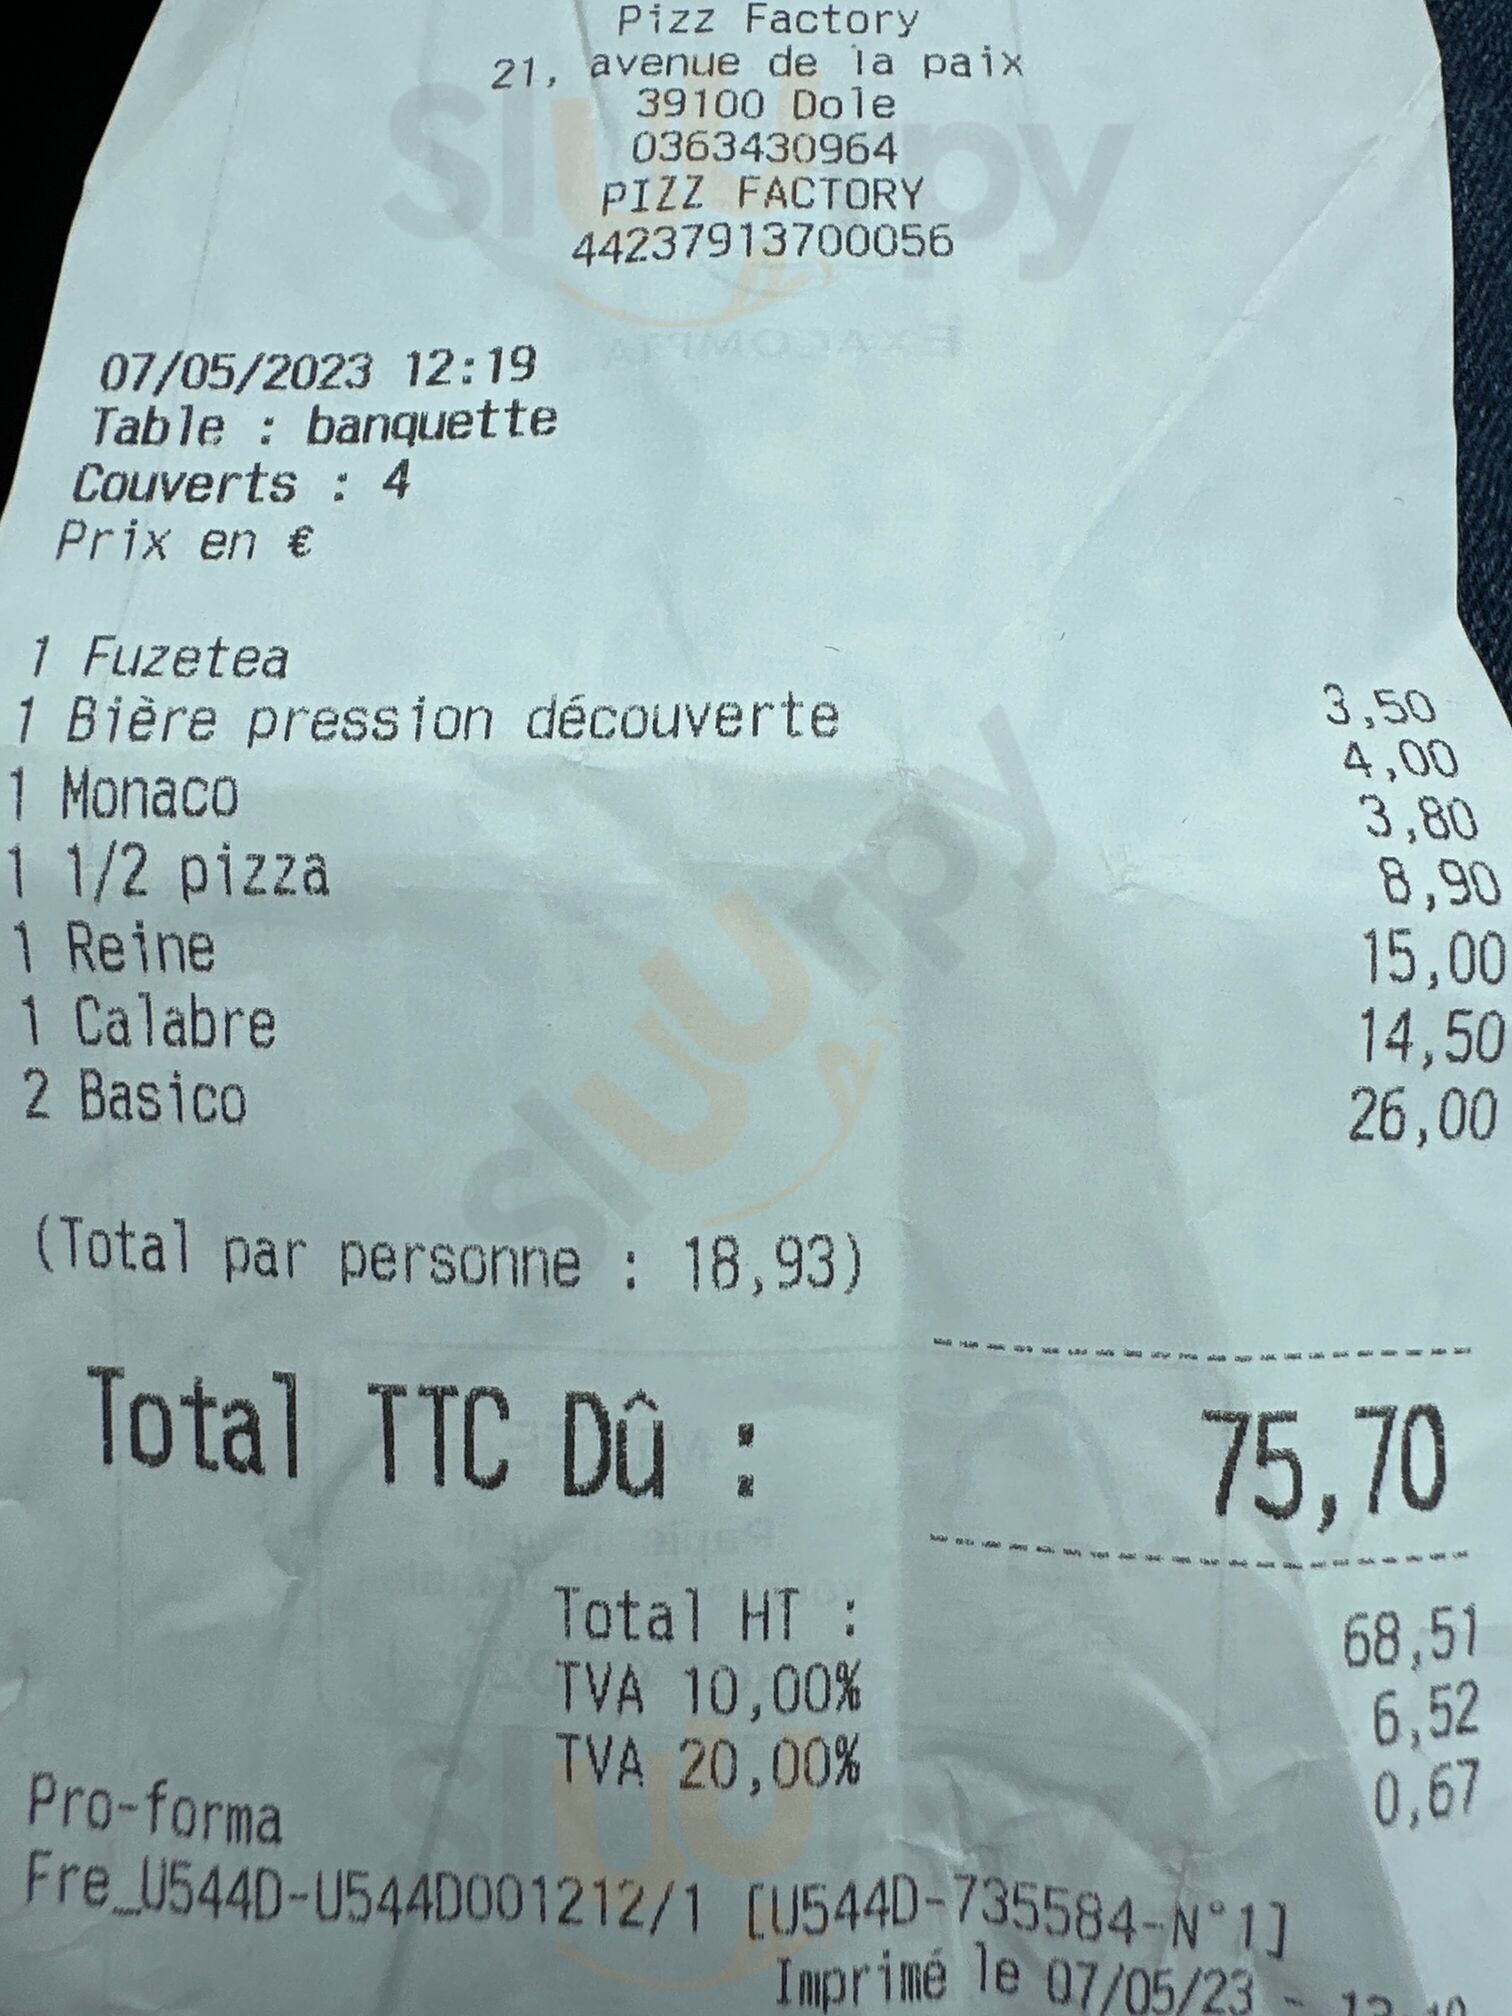 Pizz Factory
21, avenue de la paix
39100 Dole
0363430964
PIZZ FACTORY
44237913700056
EXACOMPTA
07/05/2023 12:19
Table : banquette
Couverts : 4
Prix en €
1 Fuzetea 3,50
1 Bière pression découverte 4,00
1 Monaco 3,80
1 1/2 pizza 8,90
1 Reine 15,00
1 Calabre 14,50
2 Basico 26,00
(Total par personne : 18,93)
Total TTC Dû : 75,70
Total HT : 68,51
TVA 10,00% 6,52
TVA 20,00% 0,67
Pro-forma
Fre_U544D-U544D001212/1 [U544D-735584-N°1]
Imprimé le 07/05/23 -
Sluurpy
Sluurpy
Sluurpy